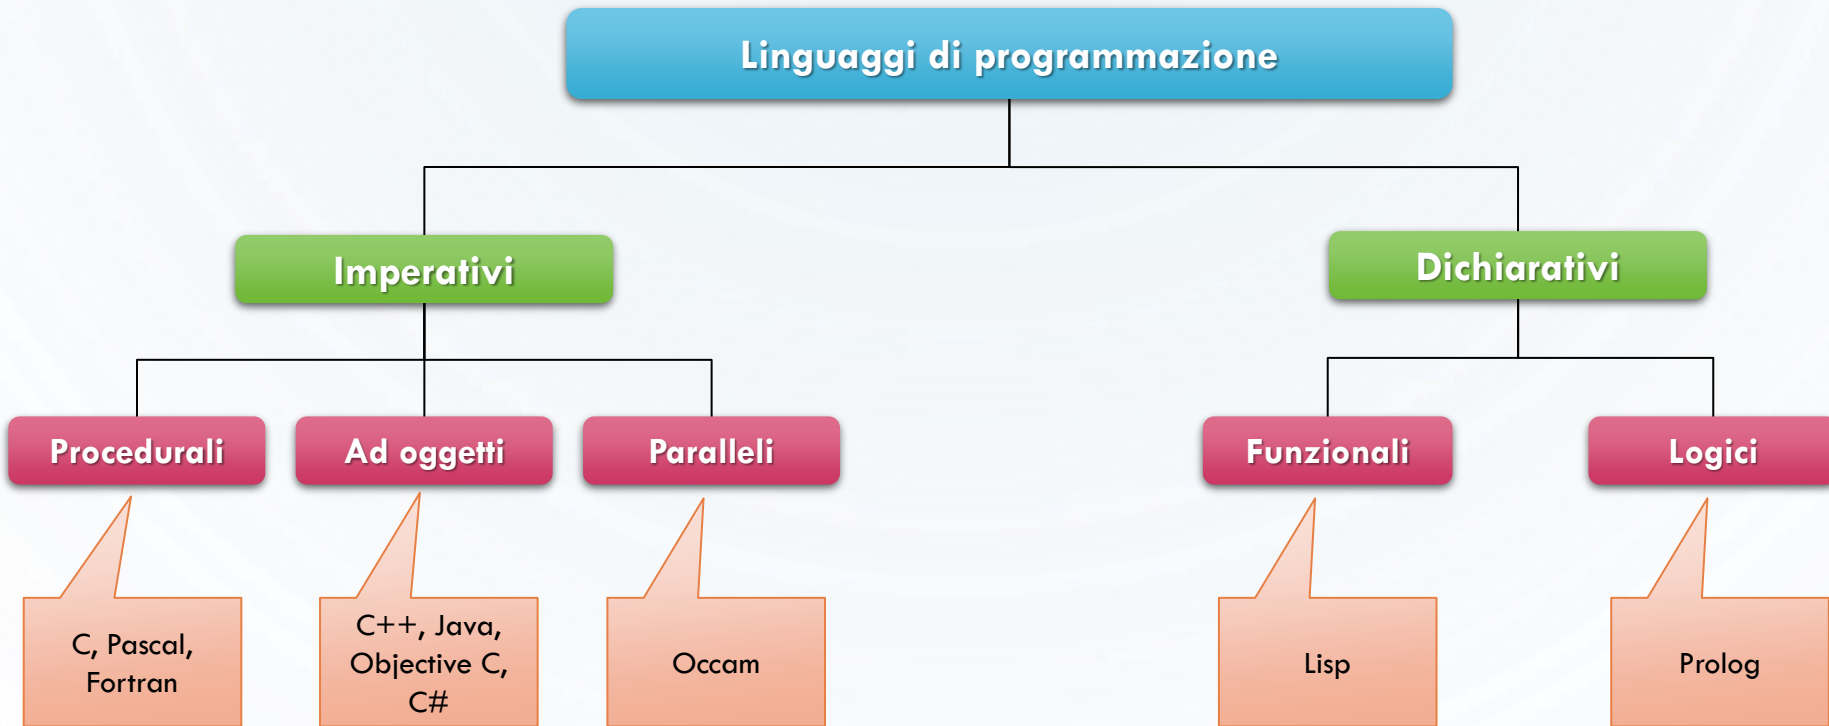 Linguaggi di programmazione
Imperativi
Dichiarativi
Procedurali
Ad oggetti
Paralleli
Funzionali
Logici
C, Pascal,
Fortran
C++, Java,
Objective C,
C#
Occam
Lisp
Prolog